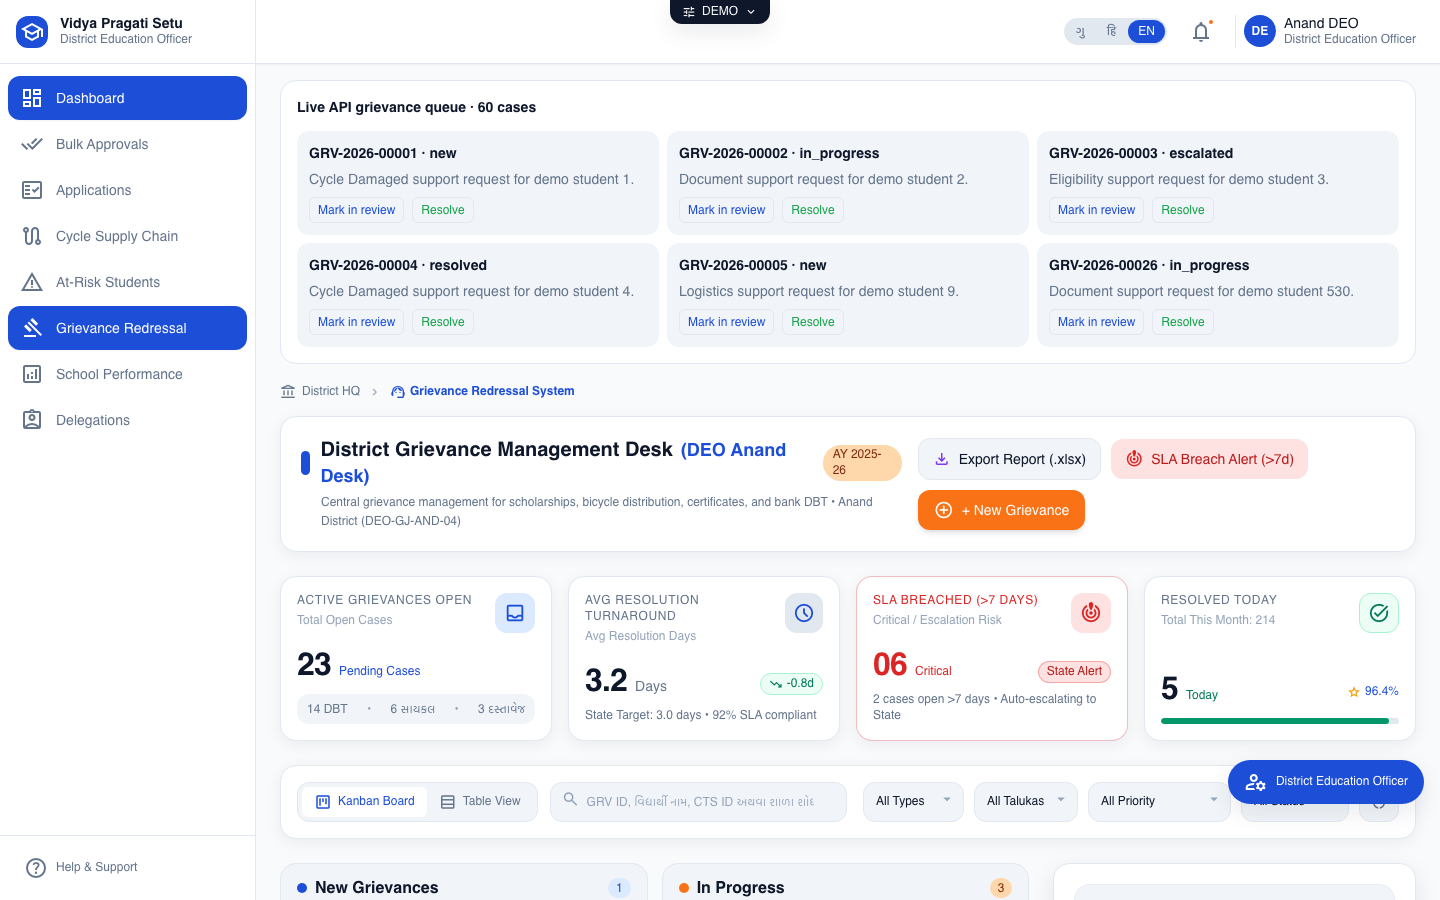 Vidya Pragati Setu
District Education Officer
DEMO
ગુ
हि
EN
DE
Anand DEO
District Education Officer
Dashboard
Bulk Approvals
Applications
Cycle Supply Chain
At-Risk Students
Grievance Redressal
School Performance
Delegations
Help & Support
Live API grievance queue · 60 cases
GRV-2026-00001 · new
Cycle Damaged support request for demo student 1.
Mark in review
Resolve
GRV-2026-00002 · in_progress
Document support request for demo student 2.
Mark in review
Resolve
GRV-2026-00003 · escalated
Eligibility support request for demo student 3.
Mark in review
Resolve
GRV-2026-00004 · resolved
Cycle Damaged support request for demo student 4.
Mark in review
Resolve
GRV-2026-00005 · new
Logistics support request for demo student 9.
Mark in review
Resolve
GRV-2026-00026 · in_progress
Document support request for demo student 530.
Mark in review
Resolve
District HQ
Grievance Redressal System
District Grievance Management Desk (DEO Anand
Desk)
AY 2025-
26
Central grievance management for scholarships, bicycle distribution, certificates, and bank DBT • Anand
District (DEO-GJ-AND-04)
Export Report (.xlsx)
SLA Breach Alert (>7d)
+ New Grievance
ACTIVE GRIEVANCES OPEN
Total Open Cases
23 Pending Cases
14 DBT • 6 સાયકલ • 3 દસ્તાવેજ
AVG RESOLUTION
TURNAROUND
Avg Resolution Days
3.2 Days
-0.8d
State Target: 3.0 days • 92% SLA compliant
SLA BREACHED (>7 DAYS)
Critical / Escalation Risk
06 Critical
State Alert
2 cases open >7 days • Auto-escalating to
State
RESOLVED TODAY
Total This Month: 214
5 Today
96.4%
Kanban Board
Table View
GRV ID, વિદ્યાર્થી નામ, CTS ID અથવા શાળા શોધ
All Types
All Talukas
All Priority
District Education Officer
New Grievances
1
In Progress
3